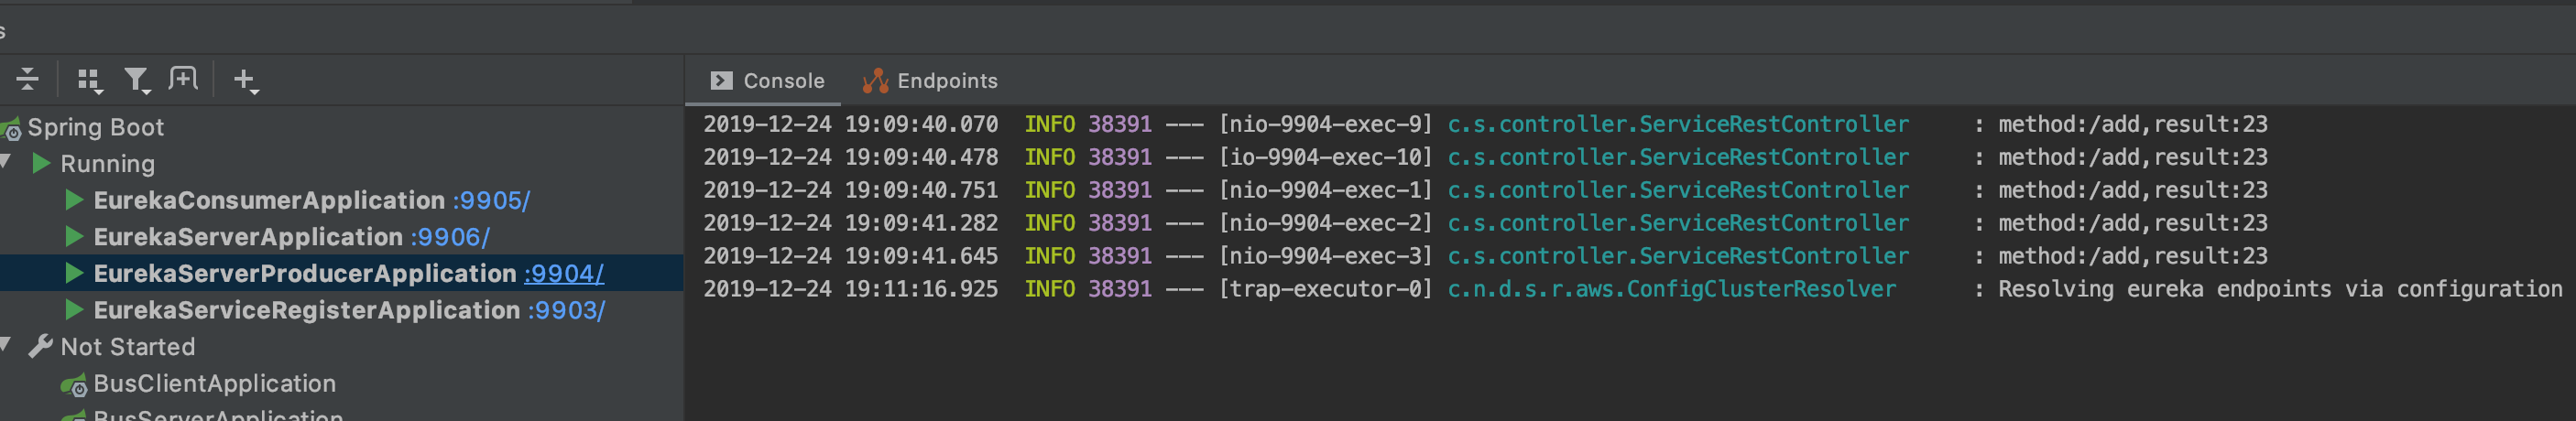 s
Console Endpoints
Spring Boot
Running
EurekaConsumerApplication :9905/
EurekaServerApplication :9906/
EurekaServerProducerApplication :9904/
EurekaServiceRegisterApplication :9903/
Not Started
BusClientApplication
BusServerApplication
2019-12-24 19:09:40.070  INFO 38391 --- [nio-9904-exec-9] c.s.controller.ServiceRestController     : method:/add,result:23
2019-12-24 19:09:40.478  INFO 38391 --- [io-9904-exec-10] c.s.controller.ServiceRestController     : method:/add,result:23
2019-12-24 19:09:40.751  INFO 38391 --- [nio-9904-exec-1] c.s.controller.ServiceRestController     : method:/add,result:23
2019-12-24 19:09:41.282  INFO 38391 --- [nio-9904-exec-2] c.s.controller.ServiceRestController     : method:/add,result:23
2019-12-24 19:09:41.645  INFO 38391 --- [nio-9904-exec-3] c.s.controller.ServiceRestController     : method:/add,result:23
2019-12-24 19:11:16.925  INFO 38391 --- [trap-executor-0] c.n.d.s.r.aws.ConfigClusterResolver      : Resolving eureka endpoints via configuration